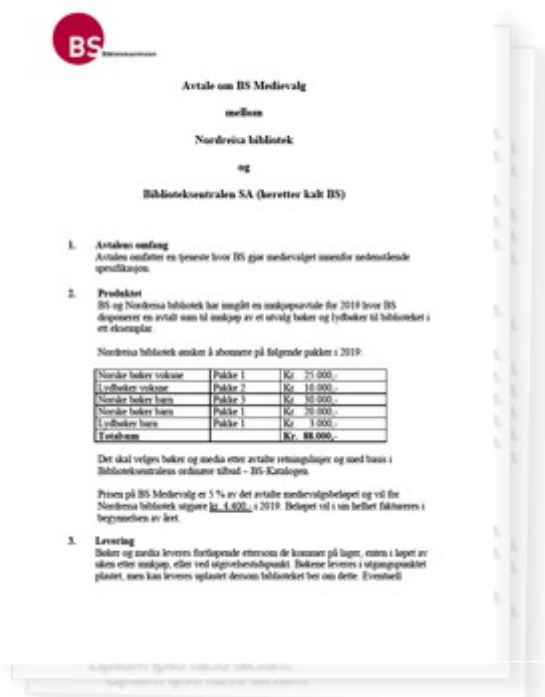 BS Biblioteksentralen
Avtale om BS Medievalg
mellom
Nordreisa bibliotek
og
Biblioteksentralen SA (heretter kalt BS)
1. Avtalens omfang
Avtalen omfatter en tjeneste hvor BS gjør medievalget innenfor nedenstående
spesifikasjon.
2. Produktet
BS og Nordreisa bibliotek har inngått en innkjøpsavtale for 2019 hvor BS
disponerer en avtalt sum til innkjøp av et utvalg bøker og lydbøker til biblioteket i
ett eksemplar.
Nordreisa bibliotek ønsker å abonnere på følgende pakker i 2019:
Norske bøker voksne Pakke 1 Kr. 25.000,-
Lydbøker voksne Pakke 2 Kr. 10.000,-
Norske bøker barn Pakke 3 Kr. 30.000,-
Norske bøker barn Pakke 1 Kr. 20.000,-
Lydbøker barn Pakke 1 Kr. 3.000,-
Totalsum Kr. 88.000,-
Det skal velges bøker og media etter avtalte retningslinjer og med basis i
Biblioteksentralens ordinære tilbud – BS-Katalogen.
Prisen på BS Medievalg er 5 % av det avtalte medievalgsbeløpet og vil for
Nordreisa bibliotek utgjøre kr. 4.400,- i 2019. Beløpet vil i sin helhet faktureres i
begynnelsen av året.
3. Levering
Bøker og media leveres fortløpende ettersom de kommer på lager, enten i løpet av
uken etter innkjøp, eller ved utgivelsestidspunkt. Bøkene leveres i utgangspunktet
plastet, men kan leveres uplastet dersom biblioteket ber om dette. Eventuell